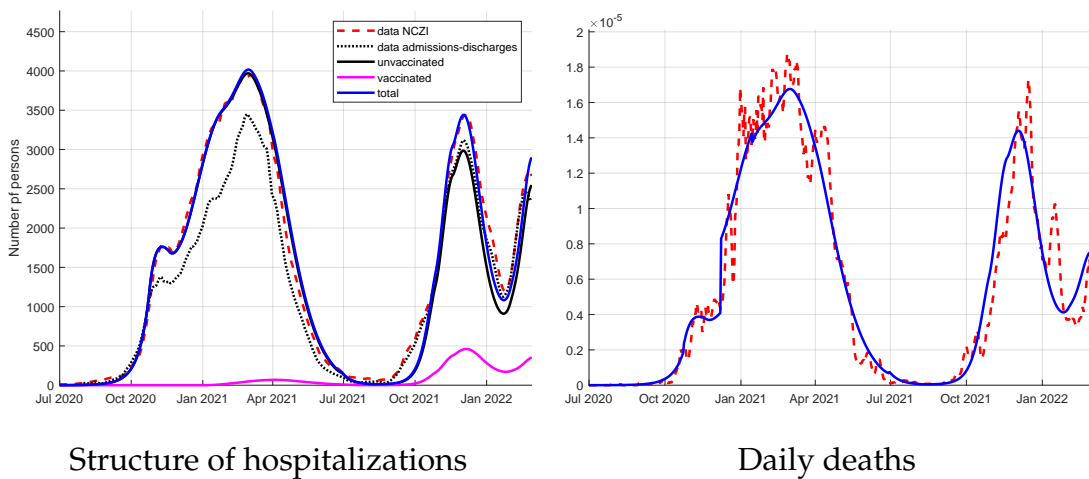 4500
4000
3500
3000
2500
2000
1500
1000
500
0
Number pf persons
data NCZI
data admissions-discharges
unvaccinated
vaccinated
total
Jul 2020 Oct 2020 Jan 2021 Apr 2021 Jul 2021 Oct 2021 Jan 2022
Structure of hospitalizations
×10-5
2
1.8
1.6
1.4
1.2
1
0.8
0.6
0.4
0.2
0
Jul 2020 Oct 2020 Jan 2021 Apr 2021 Jul 2021 Oct 2021 Jan 2022
Daily deaths